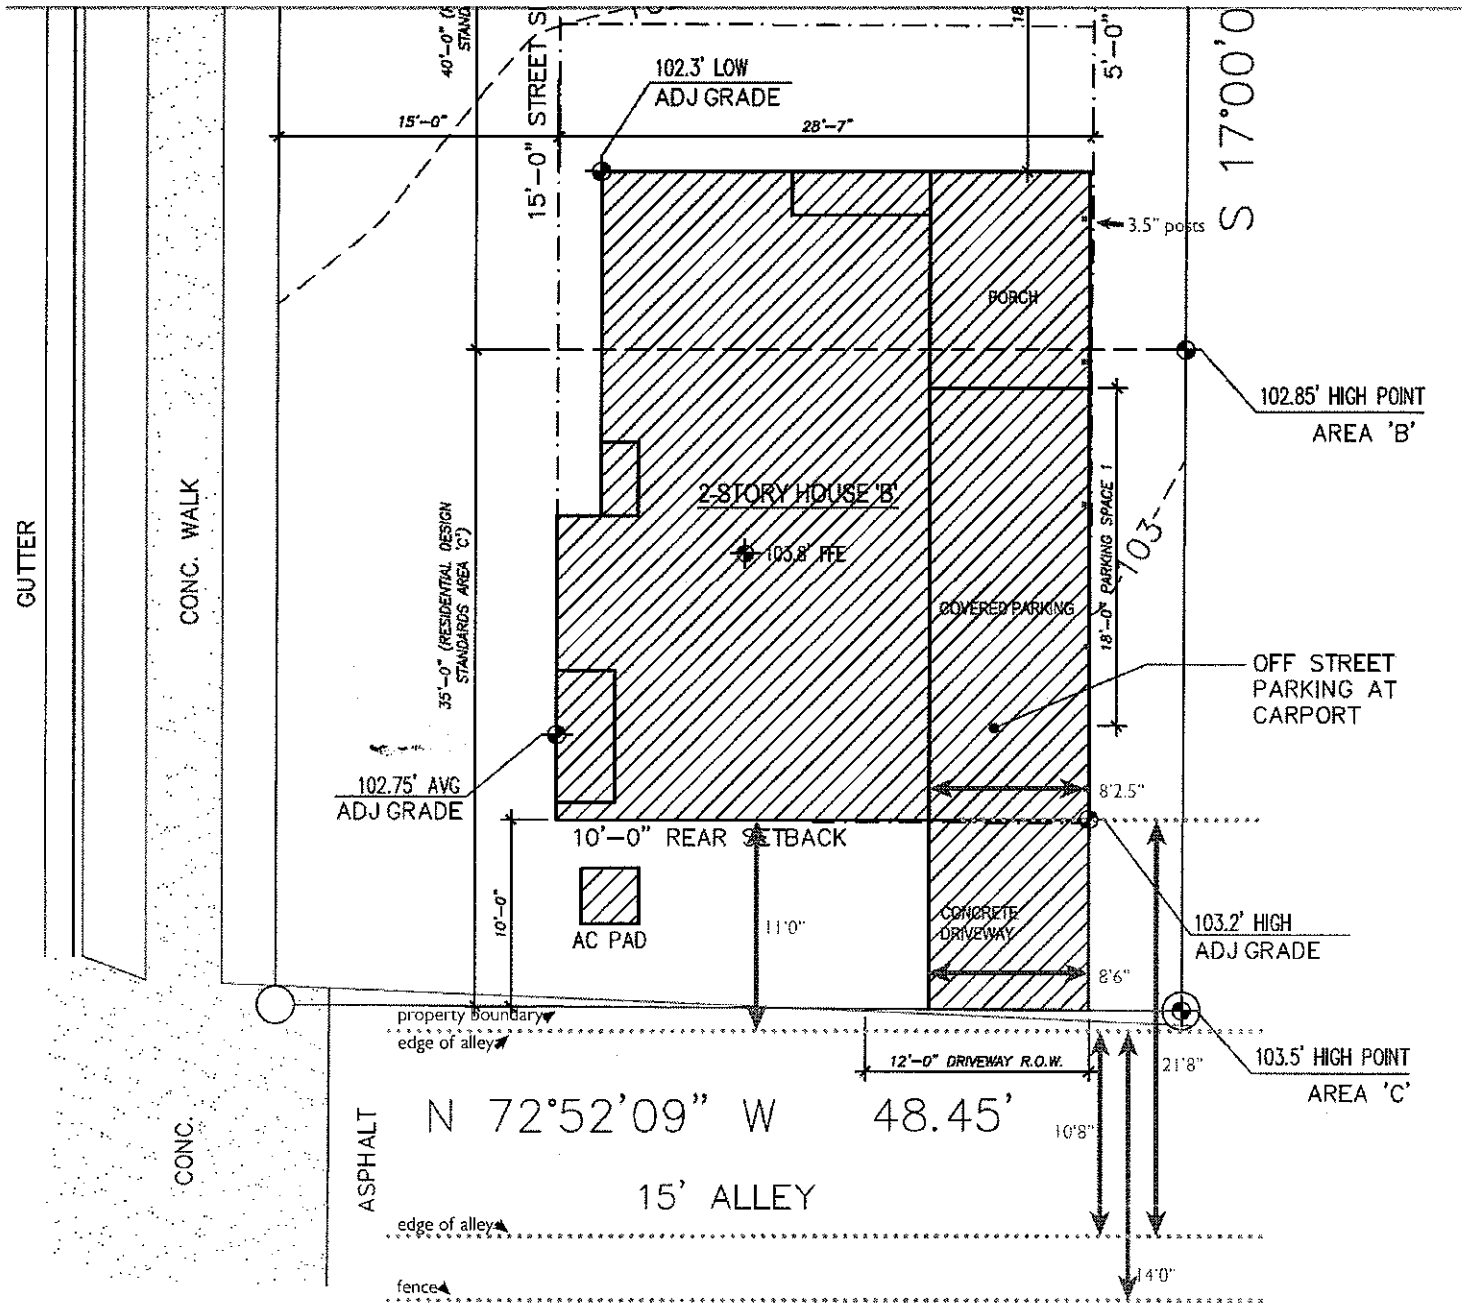 40'-0"
STAND
15'-0" STREET S
18
5'-0"
S 17°00'0
102.3' LOW
ADJ GRADE
15'-0"
28'-7"
3.5" posts
PORCH
102.85' HIGH POINT
AREA 'B'
GUTTER
CONC. WALK
35'-0" (RESIDENTIAL DESIGN
STANDARDS AREA 'C')
2-STORY HOUSE 'B'
103.8' FFE
18'-0" PARKING SPACE 1
-103-
COVERED PARKING
OFF STREET
PARKING AT
CARPORT
102.75' AVG
ADJ GRADE
8'2.5"
10'-0" REAR SETBACK
10'-0"
AC PAD
11'0"
CONCRETE
DRIVEWAY
8'6"
103.2' HIGH
ADJ GRADE
property boundary
edge of alley
12'-0" DRIVEWAY R.O.W.
21'8"
103.5' HIGH POINT
AREA 'C'
N 72°52'09" W 48.45'
10'8"
CONC.
ASPHALT
15' ALLEY
edge of alley
14'0"
fence